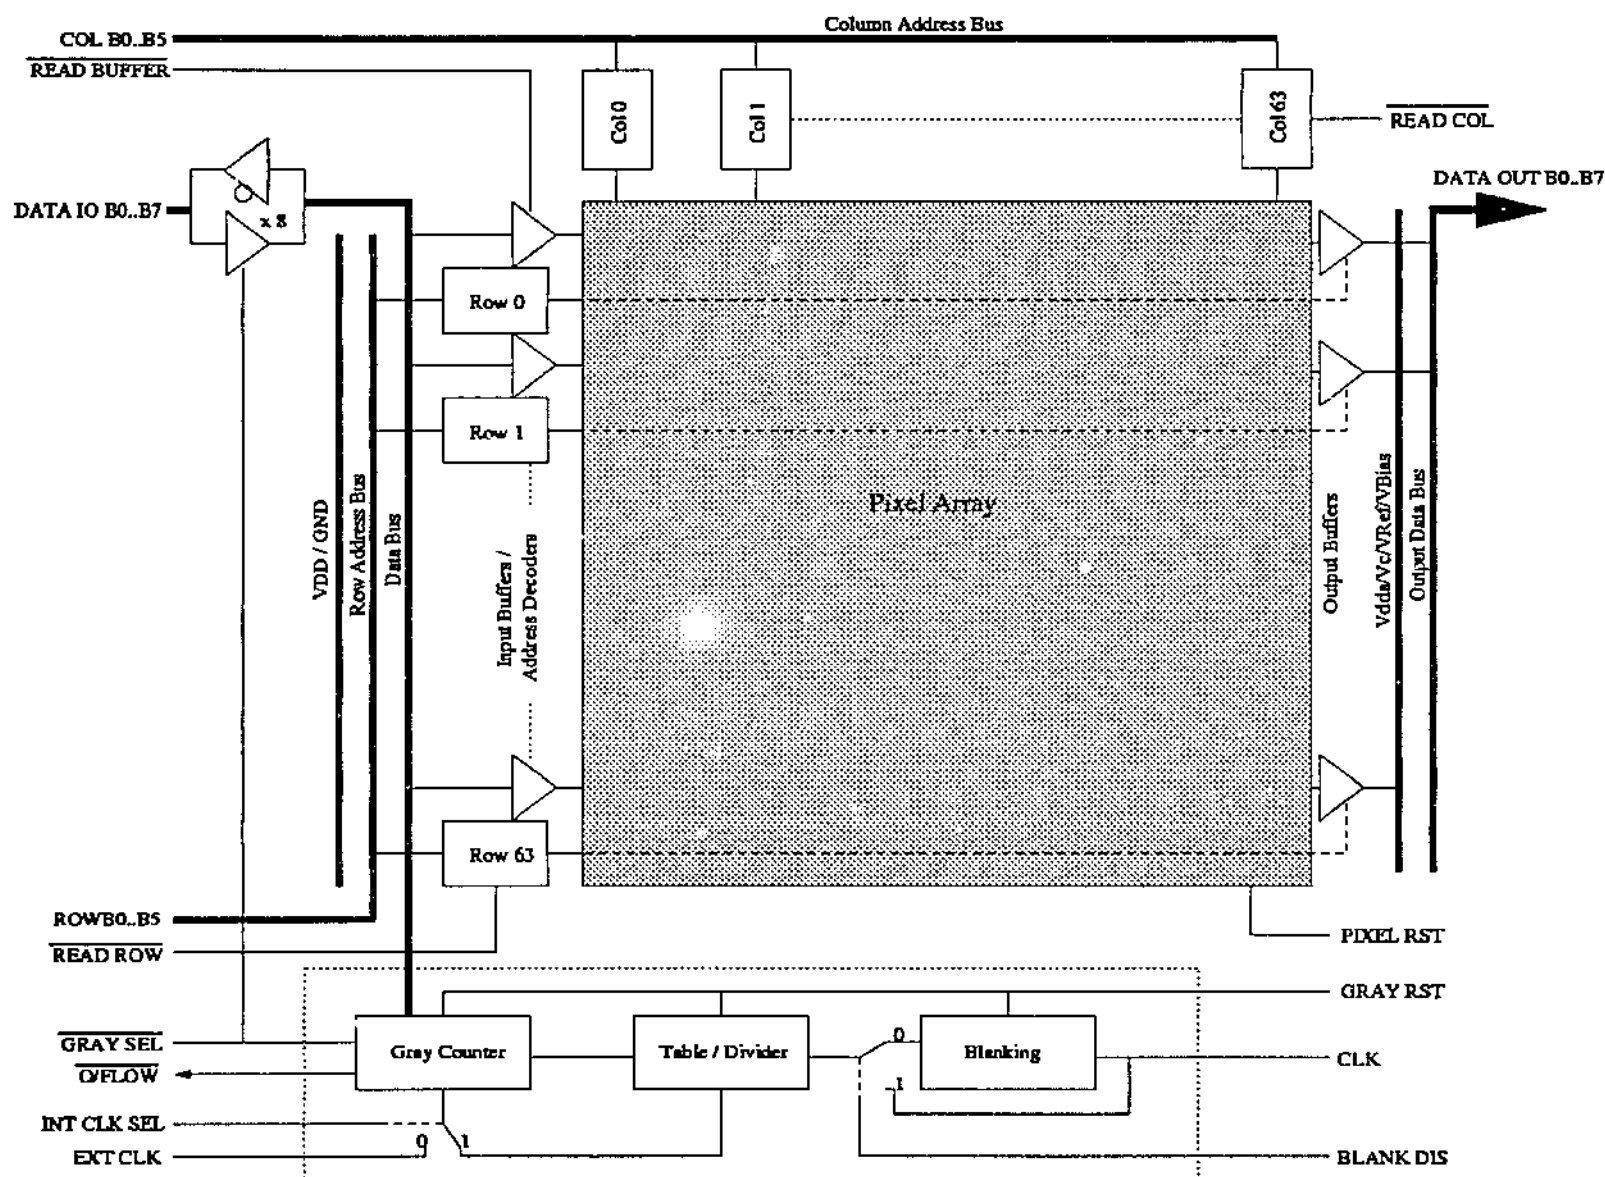 Column Address Bus
COL B0..B5
READ BUFFER
Col 0
Col 1
Col 63
READ COL
DATA OUT B0..B7
DATA IO B0..B7
x 8
Row 0
Row 1
Pixel Array
VDD / GND
Row Address Bus
Data Bus
Input Buffers /
Address Decoders
Output Buffers
Vdda/Vc/VRef/VBias
Output Data Bus
Row 63
ROWB0..B5
READ ROW
PIXEL RST
GRAY RST
GRAY SEL
O/FLOW
Gray Counter
Table / Divider
0
Blanking
1
CLK
INT CLK SEL
0
1
EXT CLK
BLANK DIS